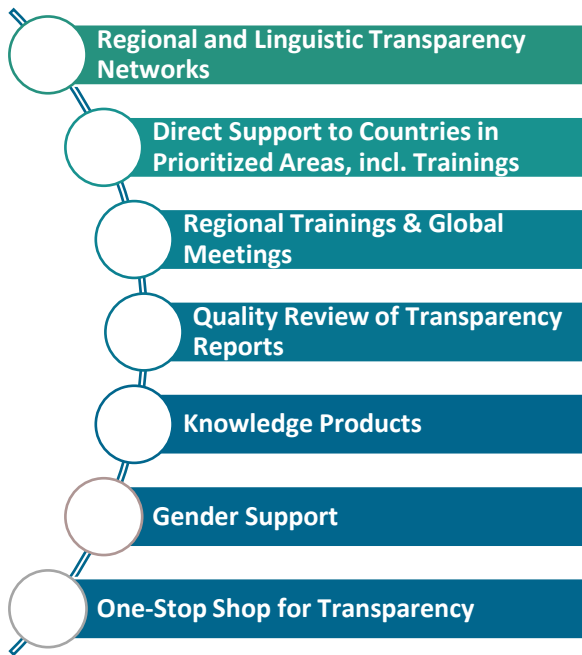 Regional and Linguistic Transparency
Networks
Direct Support to Countries in
Prioritized Areas, incl. Trainings
Regional Trainings & Global
Meetings
Quality Review of Transparency
Reports
Knowledge Products
Gender Support
One-Stop Shop for Transparency